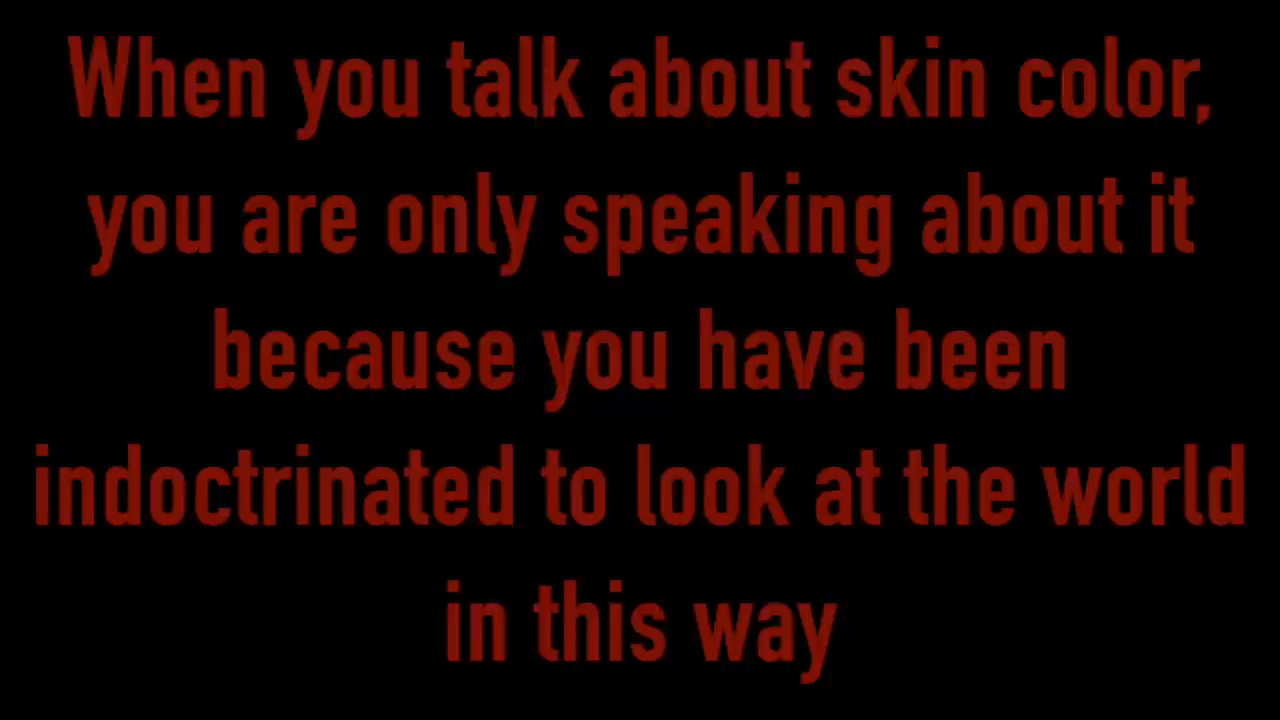 When you talk about skin color,
you are only speaking about it
because you have been
indoctrinated to look at the world
in this way